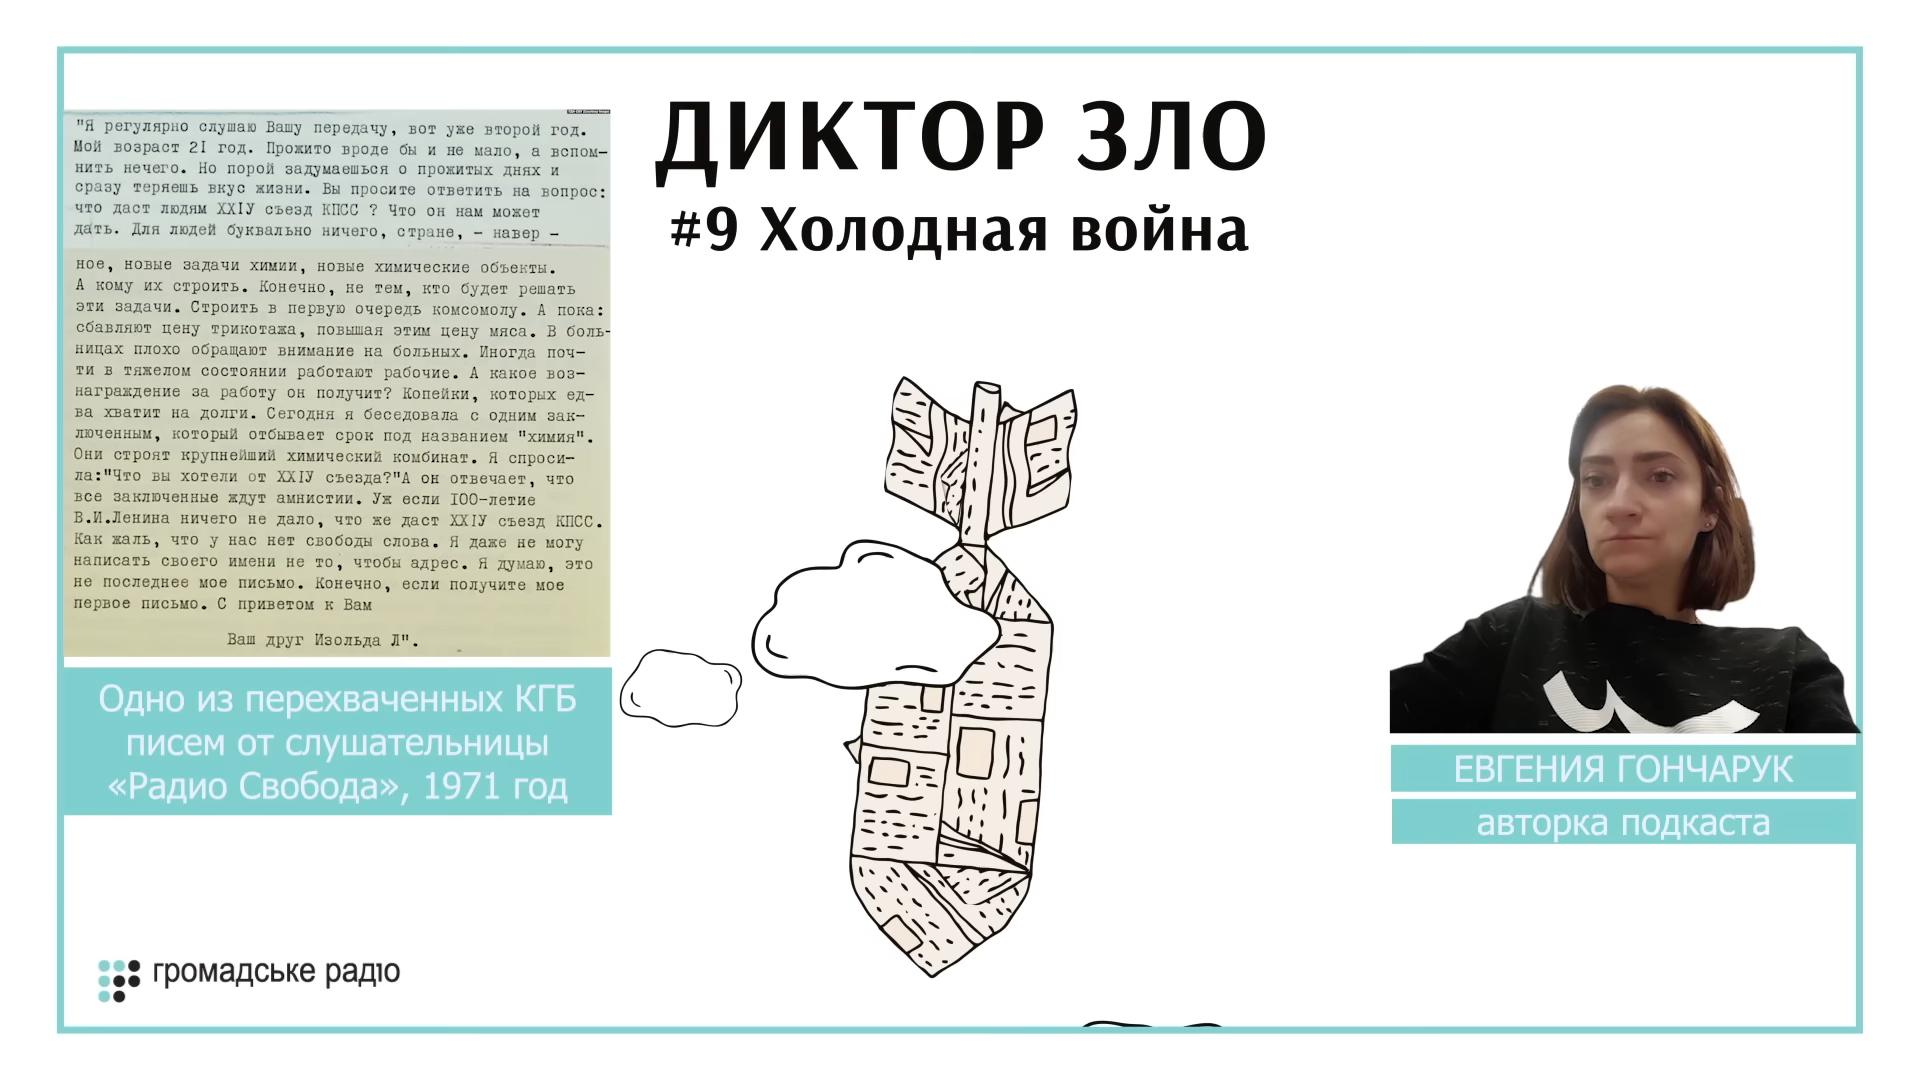 ДИКТОР ЗЛО
#9 Холодная война
"Я регулярно слушаю Вашу передачу, вот уже второй год.
Мой возраст 2I год. Прожито вроде бы и не мало, а вспом-
нить нечего. Но порой задумаешься о прожитых днях и
сразу теряешь вкус жизни. Вы просите ответить на вопрос:
что даст людям XXIУ съезд КПСС ? Что он нам может
дать. Для людей буквально ничего, стране, - навер -
ное, новые задачи химии, новые химические объекты.
А кому их строить. Конечно, не тем, кто будет решать
эти задачи. Строить в первую очередь комсомолу. А пока:
сбавляют цену трикотажа, повышая этим цену мяса. В боль-
ницах плохо обращают внимание на больных. Иногда поч-
ти в тяжелом состоянии работают рабочие. А какое воз-
награждение за работу он получит? Копейки, которых ед-
ва хватит на долги. Сегодня я беседовала с одним зак-
люченным, который отбывает срок под названием "химия".
Они строят крупнейший химический комбинат. Я спроси-
ла:"Что вы хотели от XXIУ съезда?"А он отвечает, что
все заключенные ждут амнистии. Уж если I00-летие
В.И.Ленина ничего не дало, что же даст XXIУ съезд КПСС.
Как жаль, что у нас нет свободы слова. Я даже не могу
написать своего имени не то, чтобы адрес. Я думаю, это
не последнее мое письмо. Конечно, если получите мое
первое письмо. С приветом к Вам
Ваш друг Изольда Л".
Одно из перехваченных КГБ
писем от слушательницы
«Радио Свобода», 1971 год
ЕВГЕНИЯ ГОНЧАРУК
авторка подкаста
громадське радіо